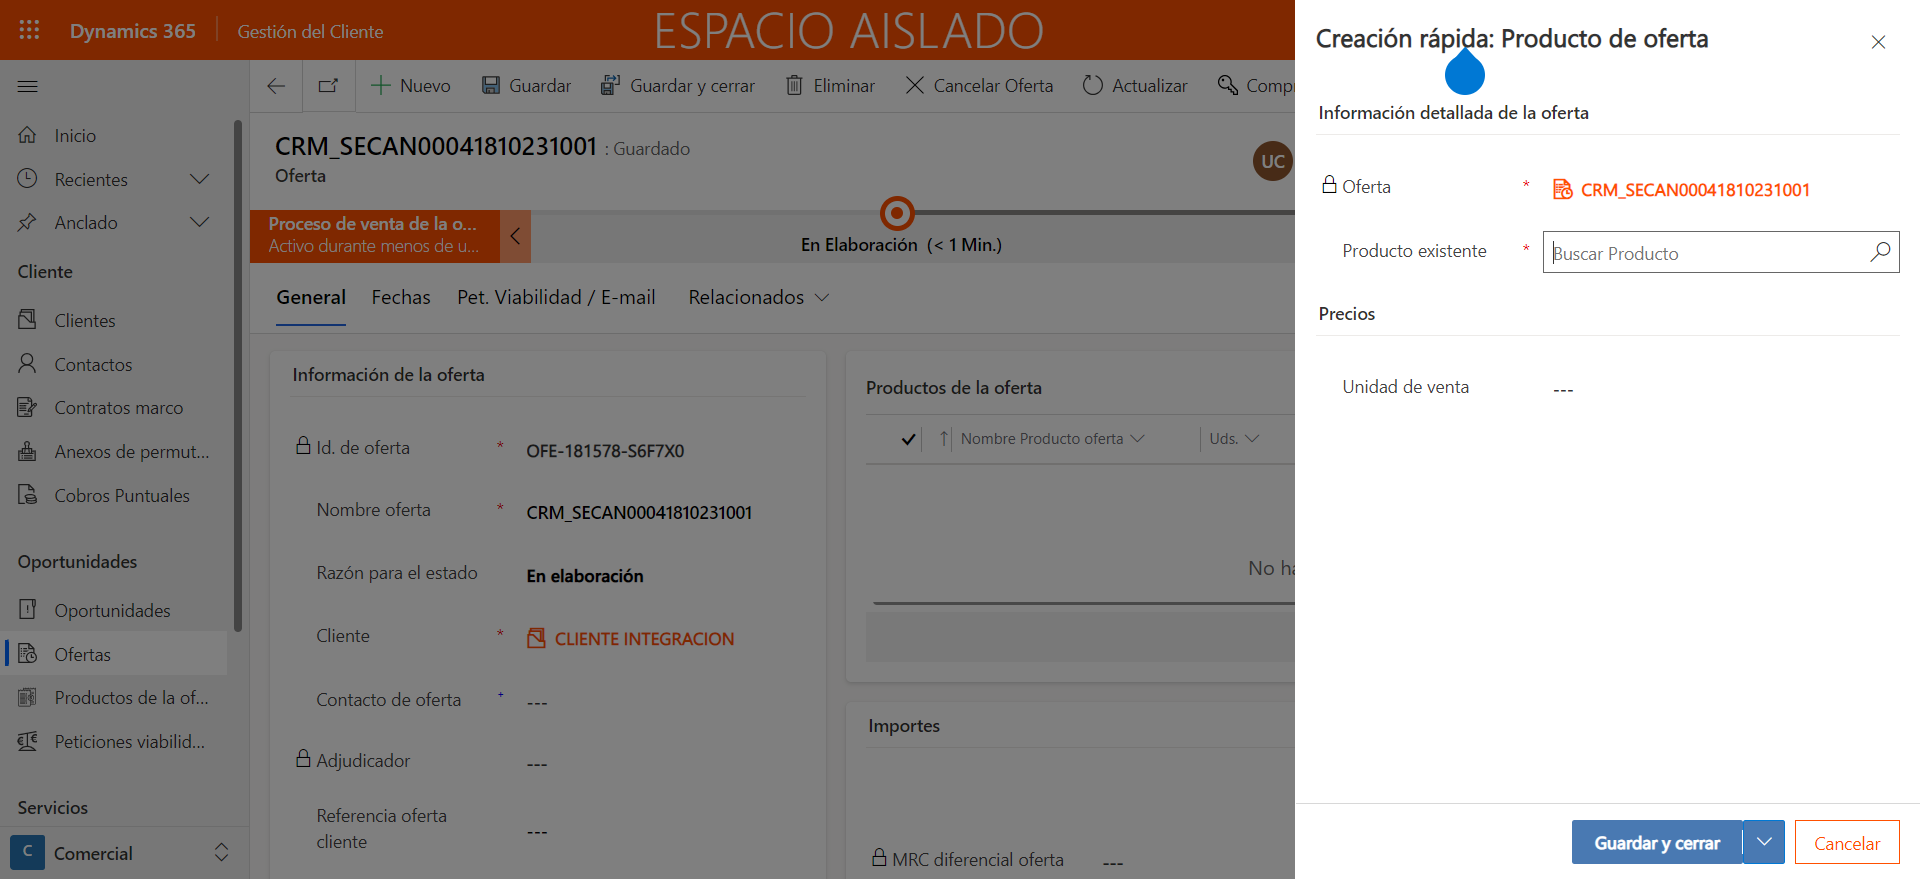 Dynamics 365
Gestión del Cliente
ESPACIO AISLADO
Nuevo
Guardar
Guardar y cerrar
Eliminar
Cancelar Oferta
Actualizar
Inicio
Recientes
Anclado
Cliente
Clientes
Contactos
Contratos marco
Anexos de permut...
Cobros Puntuales
Oportunidades
Oportunidades
Ofertas
Productos de la of...
Peticiones viabilid...
Servicios
C
Comercial
CRM_SECAN00041810231001 : Guardado
Oferta
UC
Proceso de venta de la o...
Activo durante menos de u...
En Elaboración (< 1 Min.)
General
Fechas
Pet. Viabilidad / E-mail
Relacionados
Información de la oferta
Id. de oferta * OFE-181578-S6F7X0
Nombre oferta * CRM_SECAN00041810231001
Razón para el estado En elaboración
Cliente * CLIENTE INTEGRACION
Contacto de oferta + ---
Adjudicador ---
Referencia oferta
cliente ---
Productos de la oferta
Nombre Producto oferta
Uds.
No
Importes
MRC diferencial oferta ---
Creación rápida: Producto de oferta
Información detallada de la oferta
Oferta * CRM_SECAN00041810231001
Producto existente * Buscar Producto
Precios
Unidad de venta ---
Guardar y cerrar
Cancelar